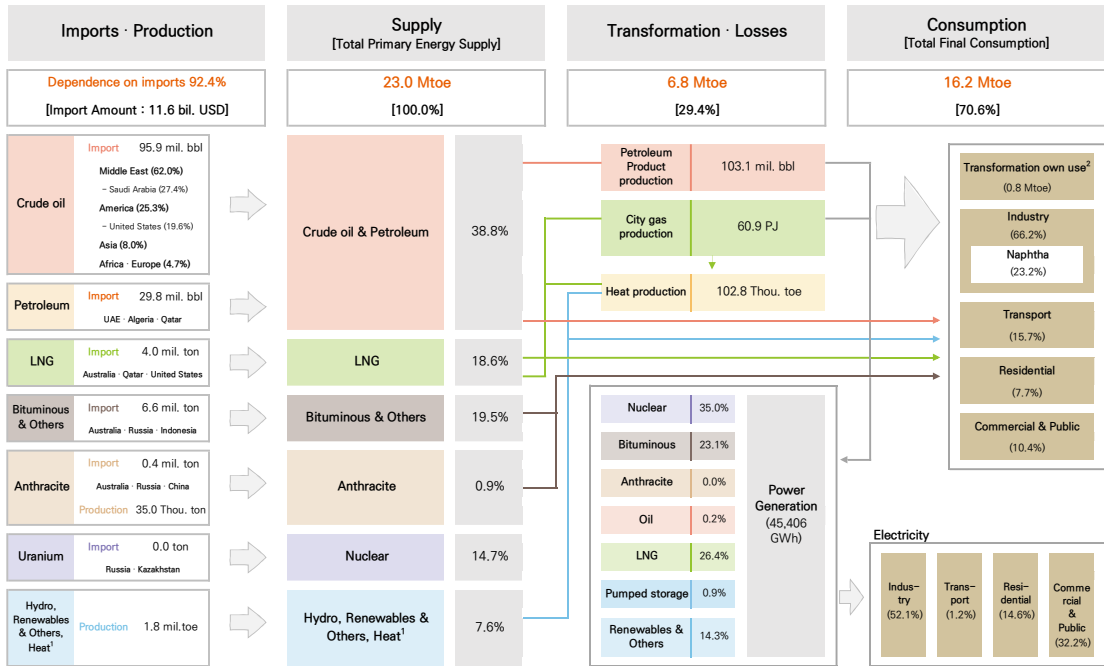 Imports · Production
Supply
[Total Primary Energy Supply]
Transformation · Losses
Consumption
[Total Final Consumption]
Dependence on imports 92.4%
[Import Amount : 11.6 bil. USD]
23.0 Mtoe
[100.0%]
6.8 Mtoe
[29.4%]
16.2 Mtoe
[70.6%]
Crude oil
Import 95.9 mil. bbl
Middle East (62.0%)
- Saudi Arabia (27.4%)
America (25.3%)
- United States (19.6%)
Asia (8.0%)
Africa · Europe (4.7%)
Petroleum
Import 29.8 mil. bbl
UAE · Algeria · Qatar
LNG
Import 4.0 mil. ton
Australia · Qatar · United States
Bituminous
& Others
Import 6.6 mil. ton
Australia · Russia · Indonesia
Anthracite
Import 0.4 mil. ton
Australia · Russia · China
Production 35.0 Thou. ton
Uranium
Import 0.0 ton
Russia · Kazakhstan
Hydro,
Renewables
& Others,
Heat¹
Production 1.8 mil.toe
Crude oil & Petroleum 38.8%
LNG 18.6%
Bituminous & Others 19.5%
Anthracite 0.9%
Nuclear 14.7%
Hydro, Renewables &
Others, Heat¹
7.6%
Petroleum
Product
production
103.1 mil. bbl
City gas
production
60.9 PJ
Heat production 102.8 Thou. toe
Nuclear 35.0%
Bituminous 23.1%
Anthracite 0.0%
Oil 0.2%
LNG 26.4%
Pumped storage 0.9%
Renewables &
Others
14.3%
Power
Generation
(45,406
GWh)
Transformation own use²
(0.8 Mtoe)
Industry
(66.2%)
Naphtha
(23.2%)
Transport
(15.7%)
Residential
(7.7%)
Commercial & Public
(10.4%)
Electricity
Indus-
try
(52.1%)
Trans-
port
(1.2%)
Resi-
dential
(14.6%)
Comme
rcial
&
Public
(32.2%)